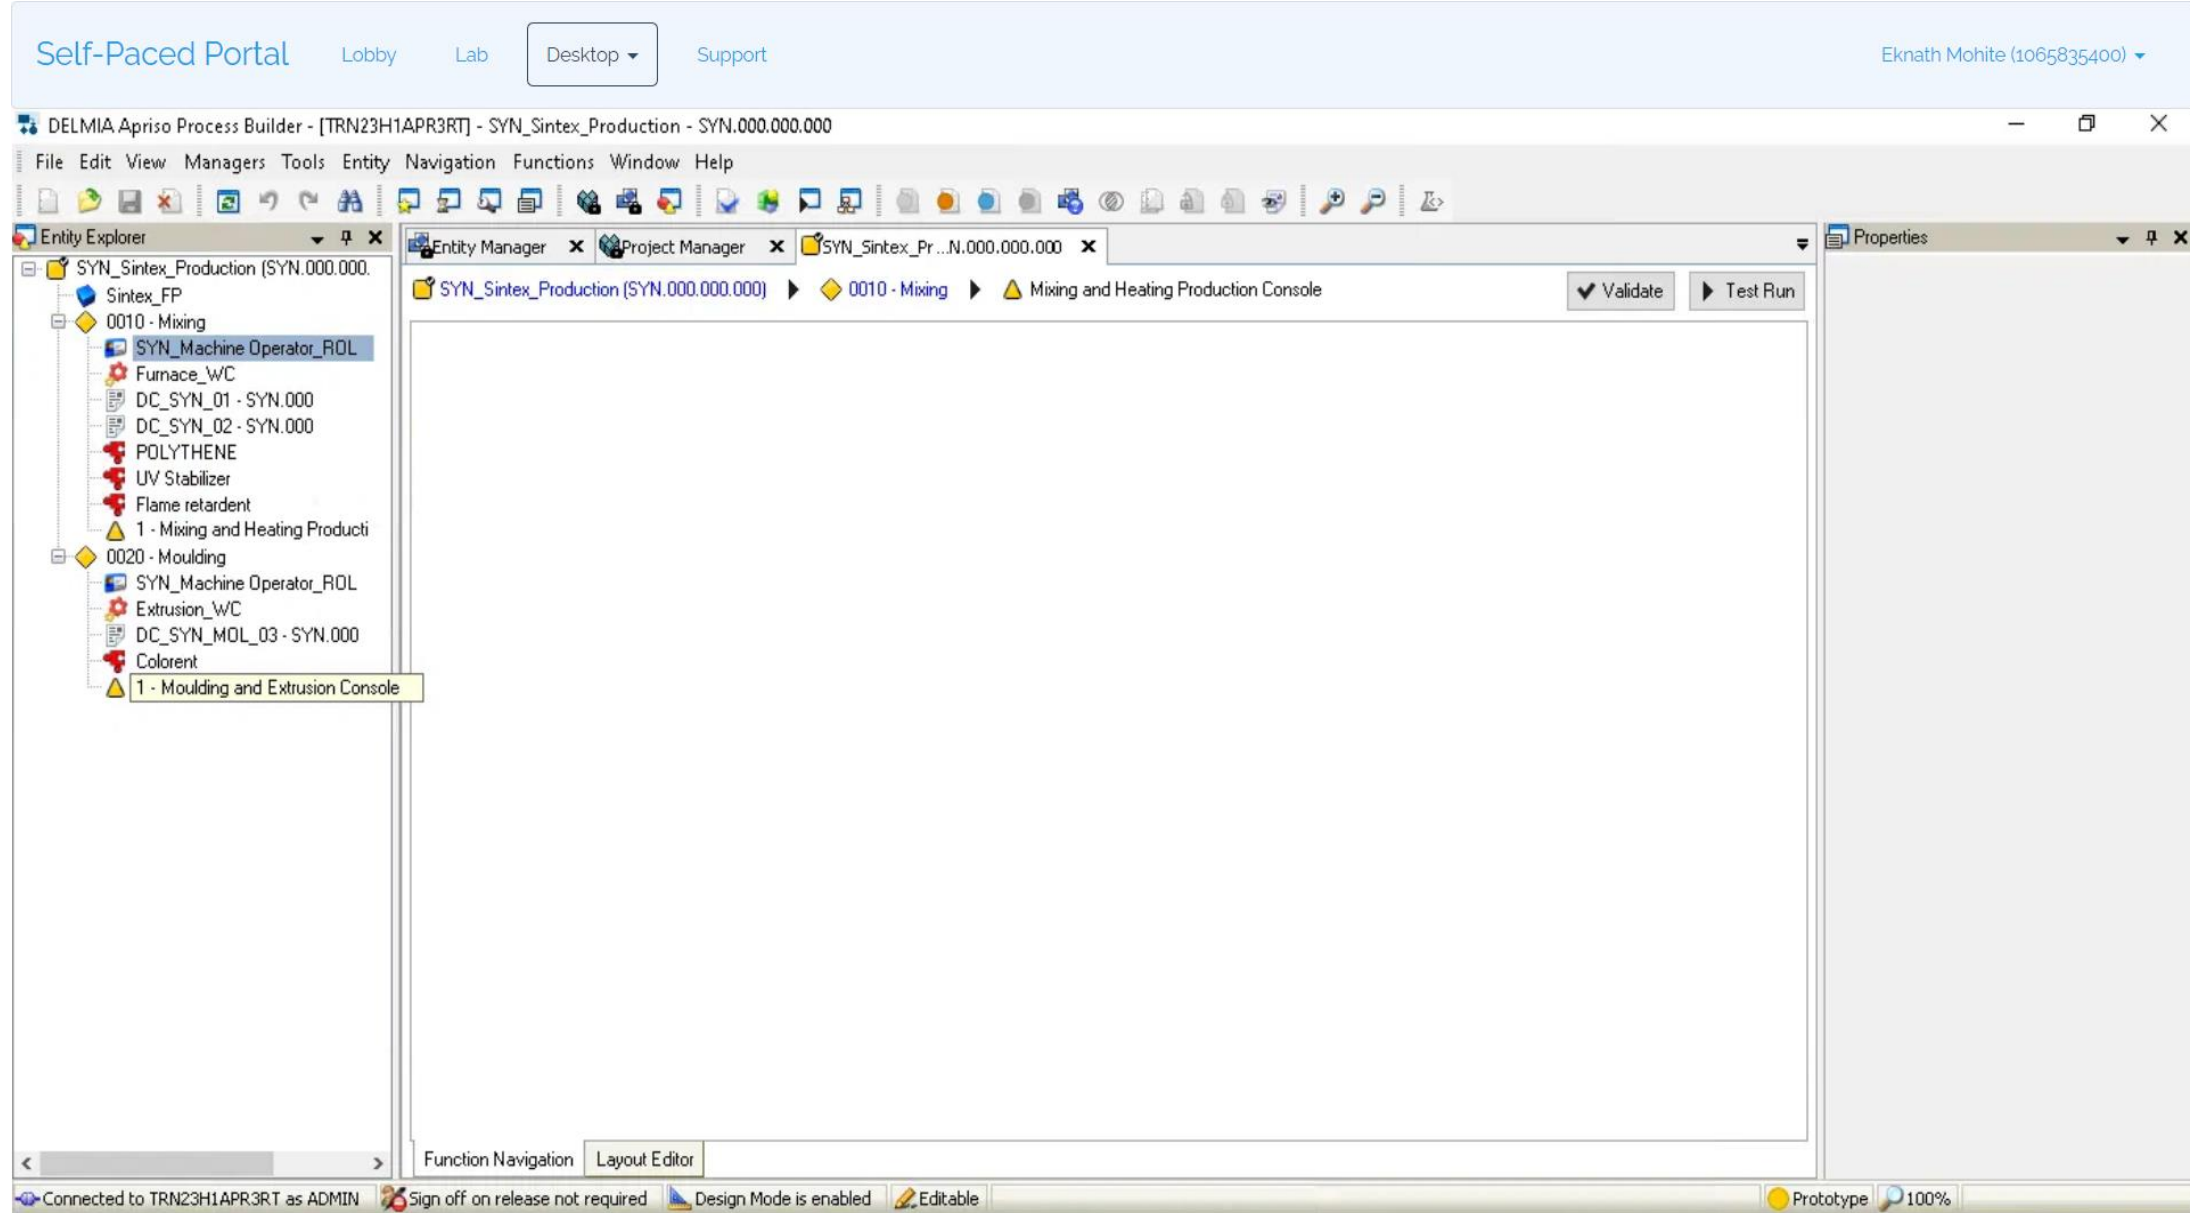 Self-Paced Portal Lobby Lab Desktop Support Eknath Mohite (1065835400)
DELMIA Apriso Process Builder - [TRN23H1APR3RT] - SYN_Sintex_Production - SYN.000.000.000
File Edit View Managers Tools Entity Navigation Functions Window Help
Entity Explorer
Entity Manager Project Manager SYN_Sintex_Pr...N.000.000.000
Properties
SYN_Sintex_Production (SYN.000.000.000) 0010 - Mixing Mixing and Heating Production Console Validate Test Run
SYN_Sintex_Production (SYN.000.000.
Sintex_FP
0010 - Mixing
SYN_Machine Operator_ROL
Furnace_WC
DC_SYN_01 - SYN.000
DC_SYN_02 - SYN.000
POLYTHENE
UV Stabilizer
Flame retardent
1 - Mixing and Heating Producti
0020 - Moulding
SYN_Machine Operator_ROL
Extrusion_WC
DC_SYN_MOL_03 - SYN.000
Colorent
1 - Moulding and Extrusion Console
Function Navigation Layout Editor
Connected to TRN23H1APR3RT as ADMIN Sign off on release not required Design Mode is enabled Editable Prototype 100%